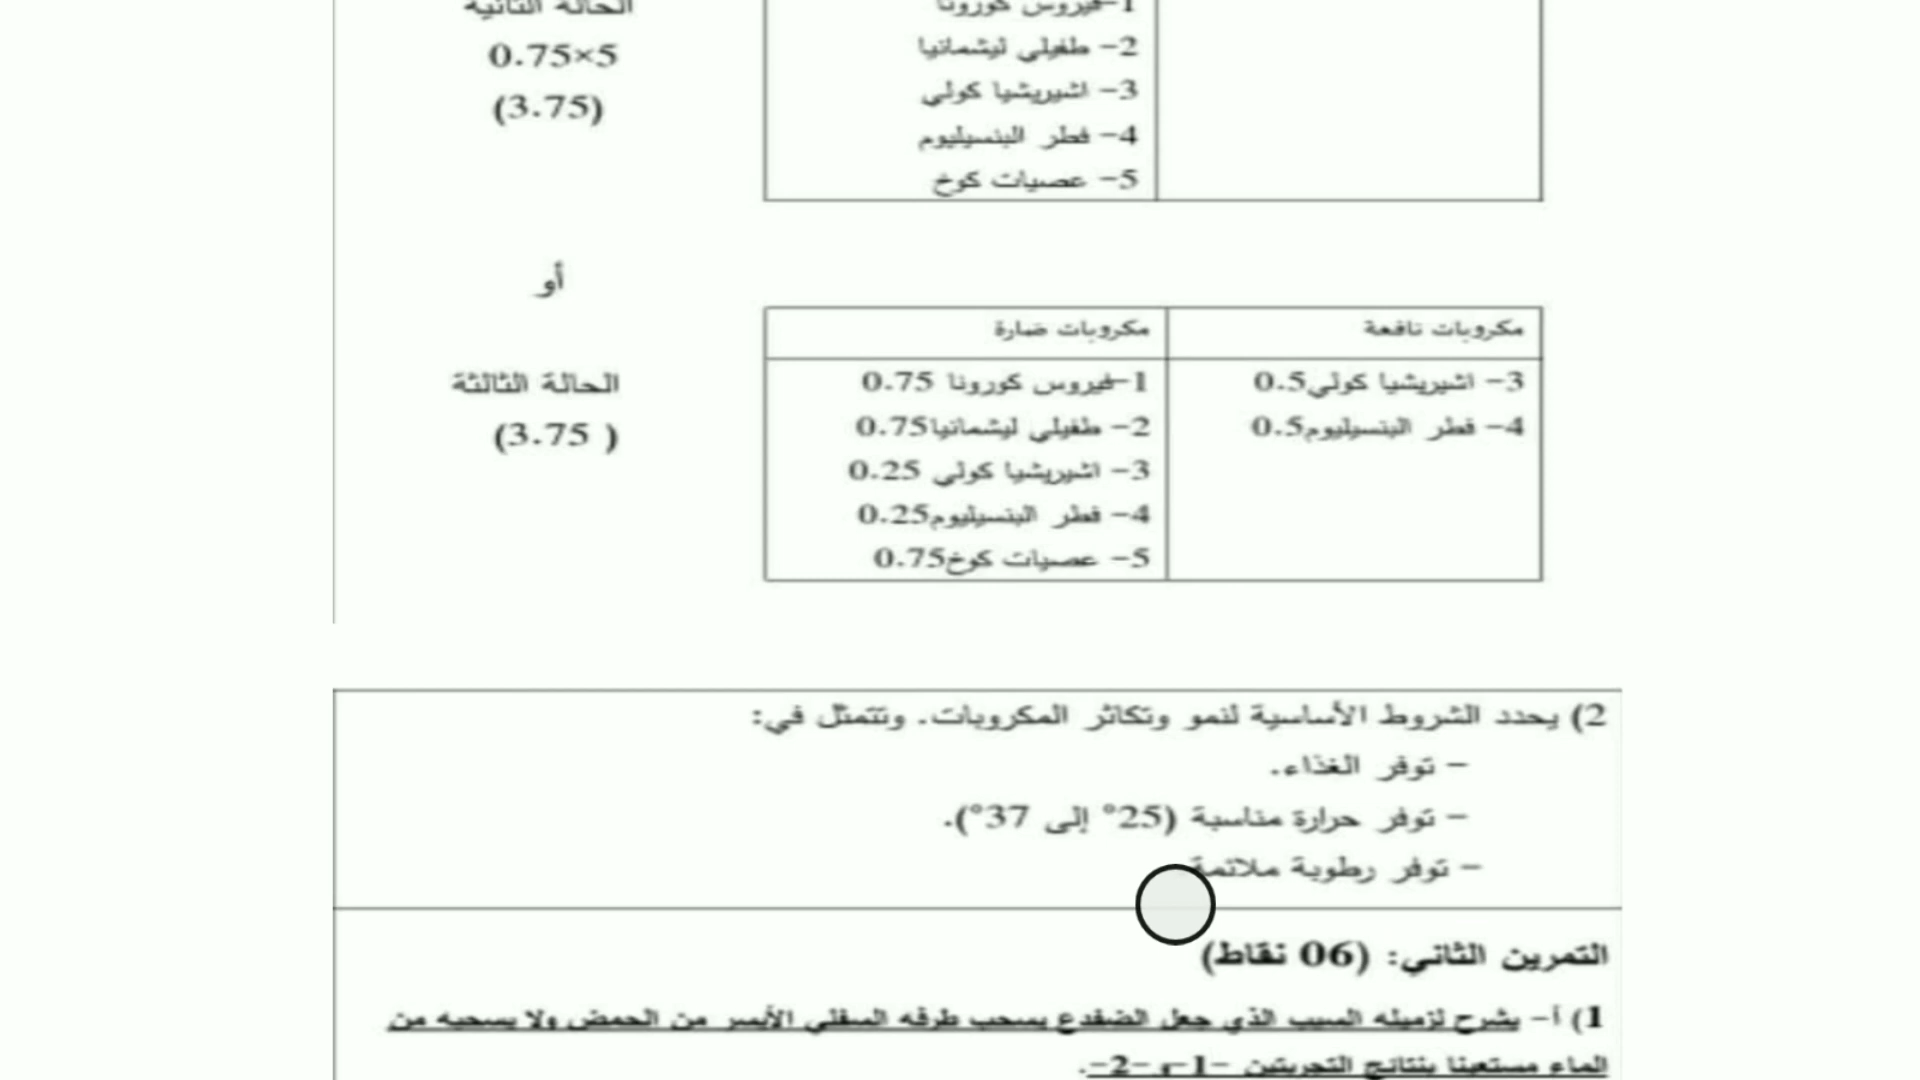 1-فيروس كورونا
الحالة الثانية
2- طفيلي ليشمانيا
0.75×5
3- اشيريشيا كولي
(3.75)
4- فطر البنسيليوم
5- عصيات كوخ
أو
مكروبات نافعة
مكروبات ضارة
3- اشيريشيا كولي0.5
1-فيروس كورونا 0.75
الحالة الثالثة
4- فطر البنسيليوم0.5
2- طفيلي ليشمانيا0.75
(3.75 )
3- اشيريشيا كولي 0.25
4- فطر البنسيليوم0.25
5- عصيات كوخ0.75
2) يحدد الشروط الأساسية لنمو وتكاثر المكروبات. وتتمثل في:
- توفر الغذاء.
- توفر حرارة مناسبة (25° إلى 37°).
- توفر رطوبة ملائمة
التمرين الثاني: (06 نقاط)
1) أ- يشرح لزميله السبب الذي جعل الضفدع يسحب طرفه السفلي الأيسر من الحمض ولا يسحبه من
الماء مستعينا بنتائج التجربتين -1-و -2-.